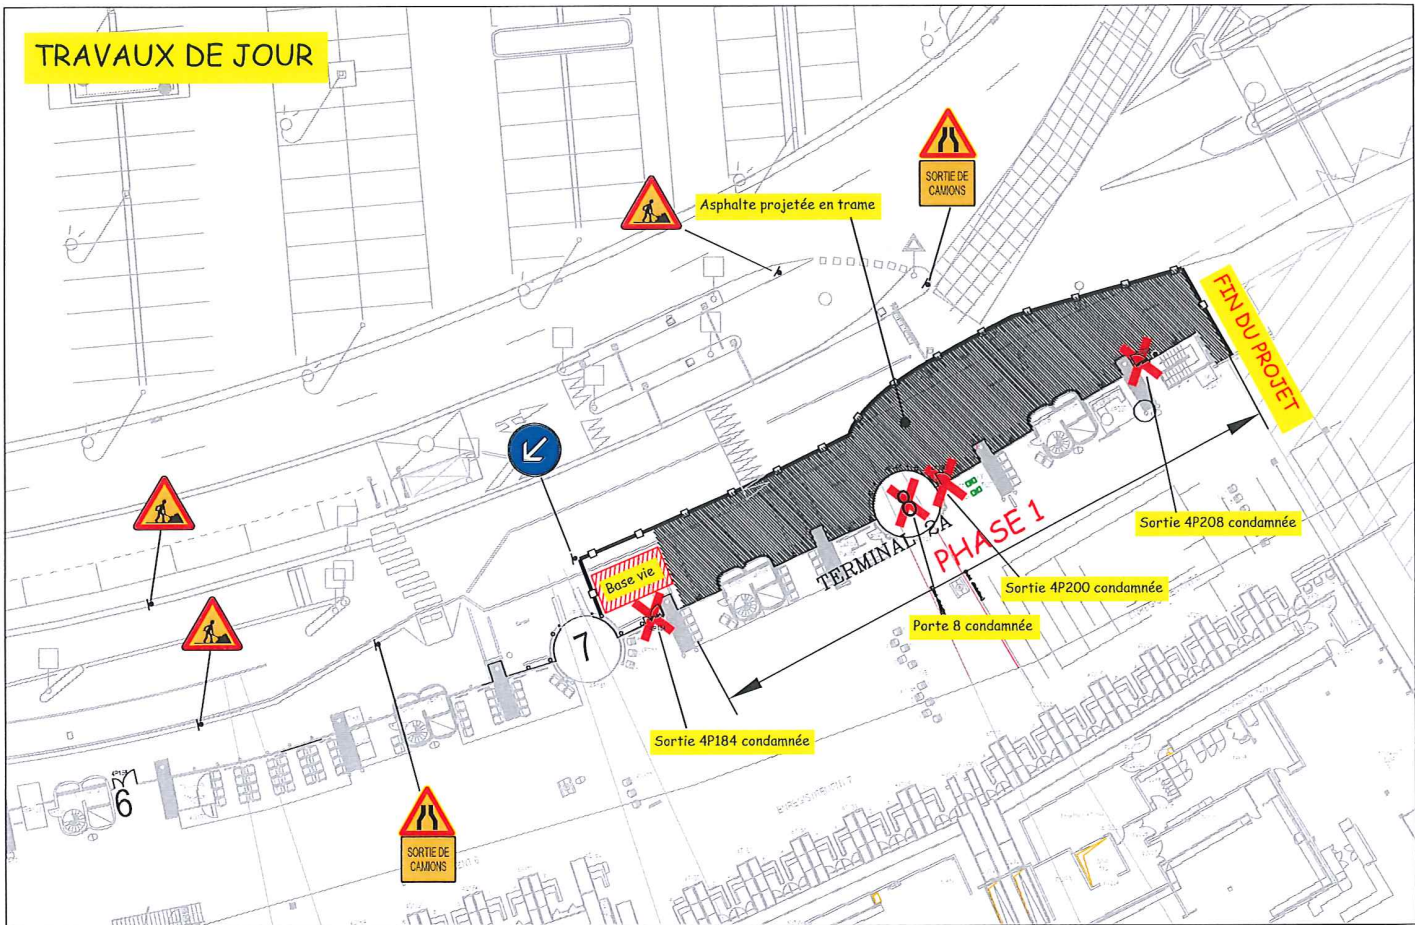 TRAVAUX DE JOUR
SORTIE DE
CAMIONS
Asphalte projetée en trame
FIN DU PROJET
Base vie
8
TERMINAL 2A
PHASE 1
Sortie 4P208 condamnée
Sortie 4P200 condamnée
Porte 8 condamnée
7
Sortie 4P184 condamnée
6
SORTIE DE
CAMIONS